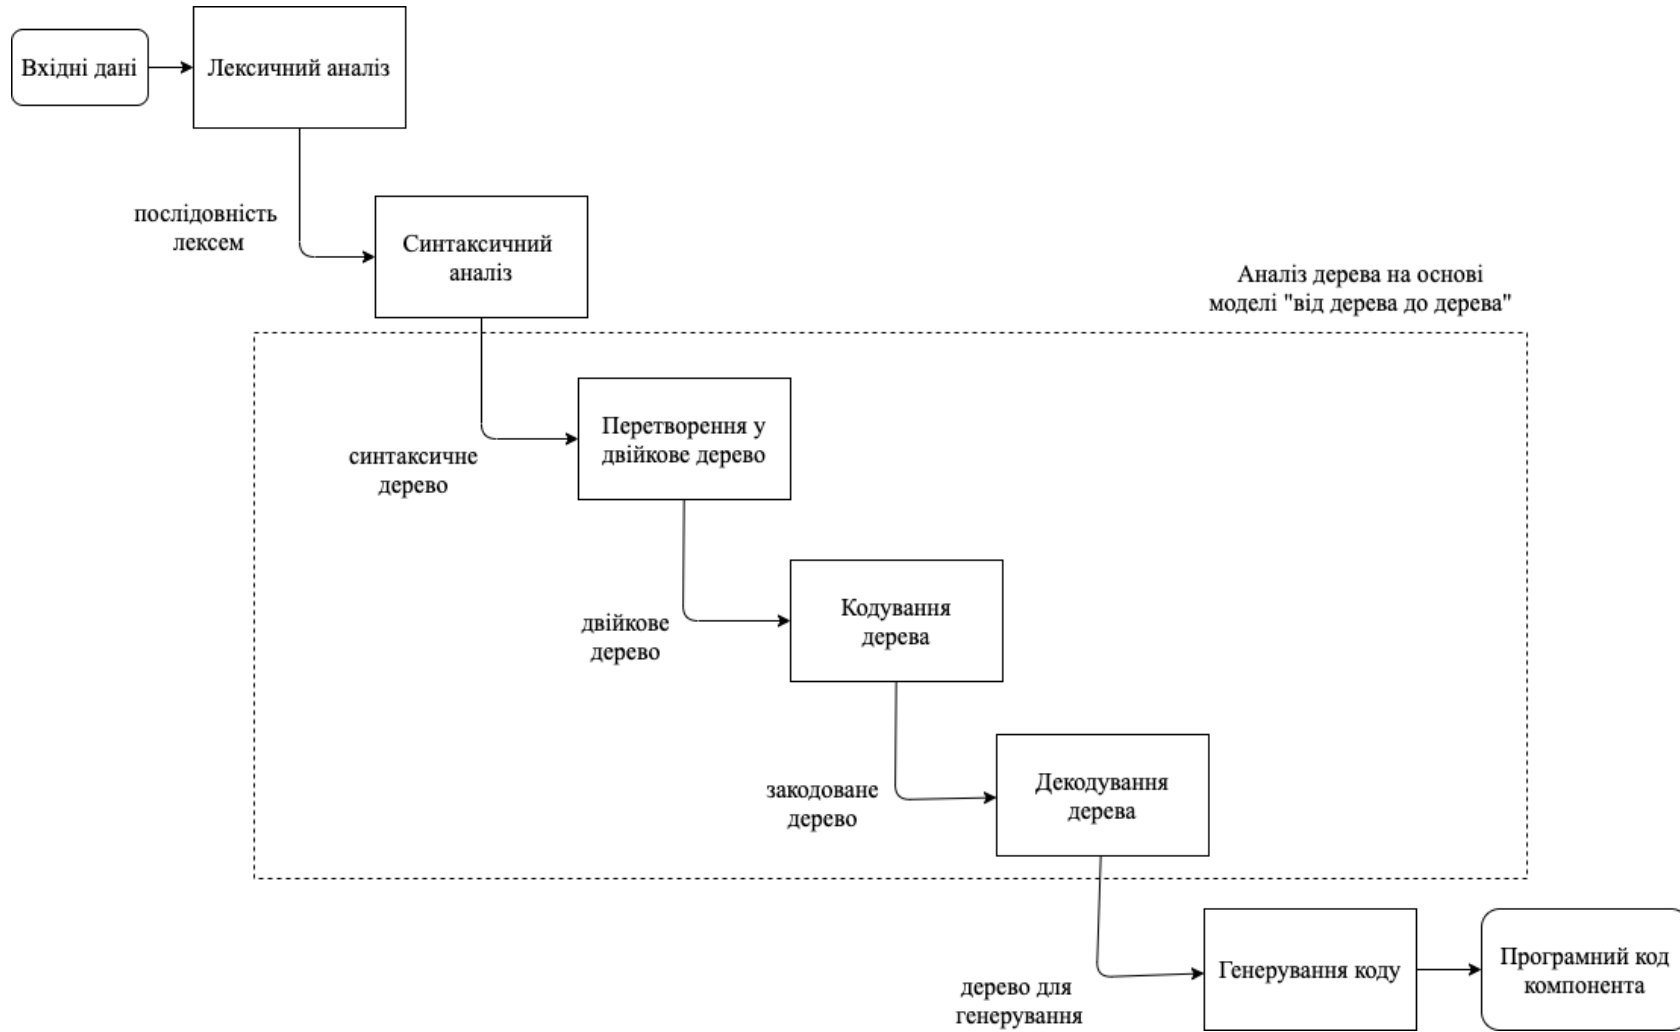 Вхідні дані
Лексичний аналіз
послідовність
лексем
Синтаксичний
аналіз
Аналіз дерева на основі
моделі "від дерева до дерева"
Перетворення у
двійкове дерево
синтаксичне
дерево
Кодування
дерева
двійкове
дерево
Декодування
дерева
закодоване
дерево
Генерування коду
Програмний код
компонента
дерево для
генерування